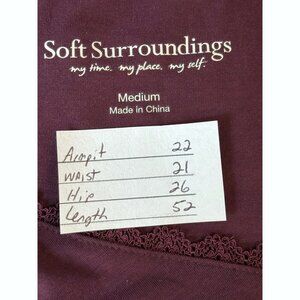 Soft Surroundings
my time. my place. my self.
Medium
Made in China
Armpit 22
Waist 21
Hip 26
Length 52